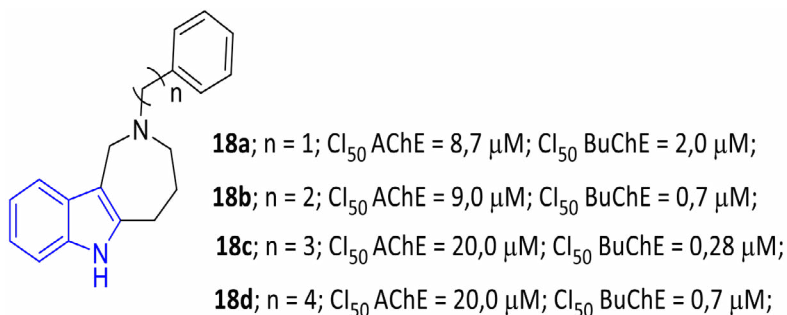 n
N
18a; n = 1; CI50 AChE = 8,7 μM; CI50 BuChE = 2,0 μM;
18b; n = 2; CI50 AChE = 9,0 μM; CI50 BuChE = 0,7 μM;
18c; n = 3; CI50 AChE = 20,0 μM; CI50 BuChE = 0,28 μM;
N
H
18d; n = 4; CI50 AChE = 20,0 μM; CI50 BuChE = 0,7 μM;